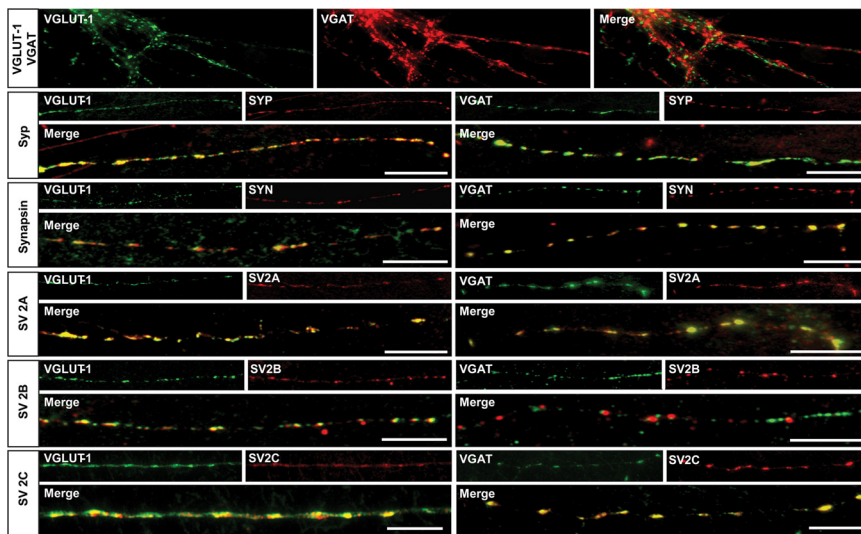 VGLUT-1
VGAT
VGLUT-1
VGAT
Merge
Syp
VGLUT-1
SYP
VGAT
SYP
Merge
Merge
Synapsin
VGLUT-1
SYN
VGAT
SYN
Merge
Merge
SV 2A
VGLUT-1
SV2A
VGAT
SV2A
Merge
Merge
SV 2B
VGLUT-1
SV2B
VGAT
SV2B
Merge
Merge
SV 2C
VGLUT-1
SV2C
VGAT
SV2C
Merge
Merge